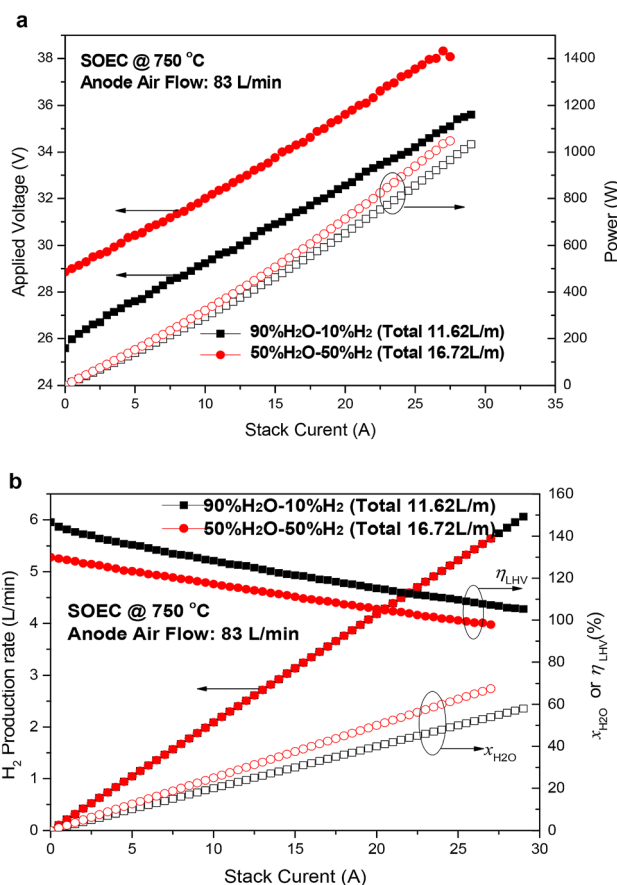 a
SOEC @ 750 °C
Anode Air Flow: 83 L/min
38
36
34
32
30
28
26
24
1400
1200
1000
800
600
400
200
0
Applied Voltage (V)
Power (W)
90%H₂O-10%H₂ (Total 11.62L/m)
50%H₂O-50%H₂ (Total 16.72L/m)
0 5 10 15 20 25 30 35
Stack Curent (A)
b
90%H₂O-10%H₂ (Total 11.62L/m)
50%H₂O-50%H₂ (Total 16.72L/m)
6
5
4
3
2
1
0
160
140
120
100
80
60
40
20
0
η LHV
SOEC @ 750 °C
Anode Air Flow: 83 L/min
H₂ Production rate (L/min)
x H2O or η LHV (%)
x H2O
0 5 10 15 20 25 30
Stack Curent (A)